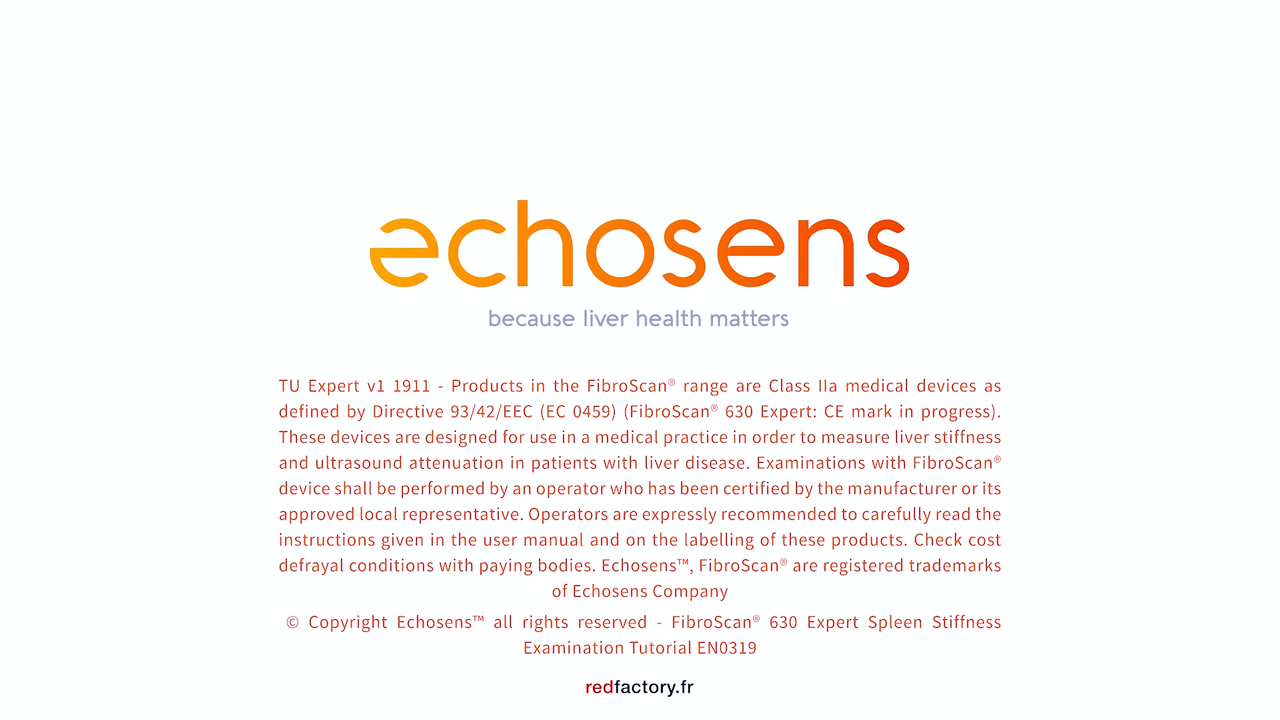 echosens
because liver health matters
TU Expert v1 1911 - Products in the FibroScan® range are Class IIa medical devices as
defined by Directive 93/42/EEC (EC 0459) (FibroScan® 630 Expert: CE mark in progress).
These devices are designed for use in a medical practice in order to measure liver stiffness
and ultrasound attenuation in patients with liver disease. Examinations with FibroScan®
device shall be performed by an operator who has been certified by the manufacturer or its
approved local representative. Operators are expressly recommended to carefully read the
instructions given in the user manual and on the labelling of these products. Check cost
defrayal conditions with paying bodies. Echosens™, FibroScan® are registered trademarks
of Echosens Company
© Copyright Echosens™ all rights reserved - FibroScan® 630 Expert Spleen Stiffness
Examination Tutorial EN0319
redfactory.fr